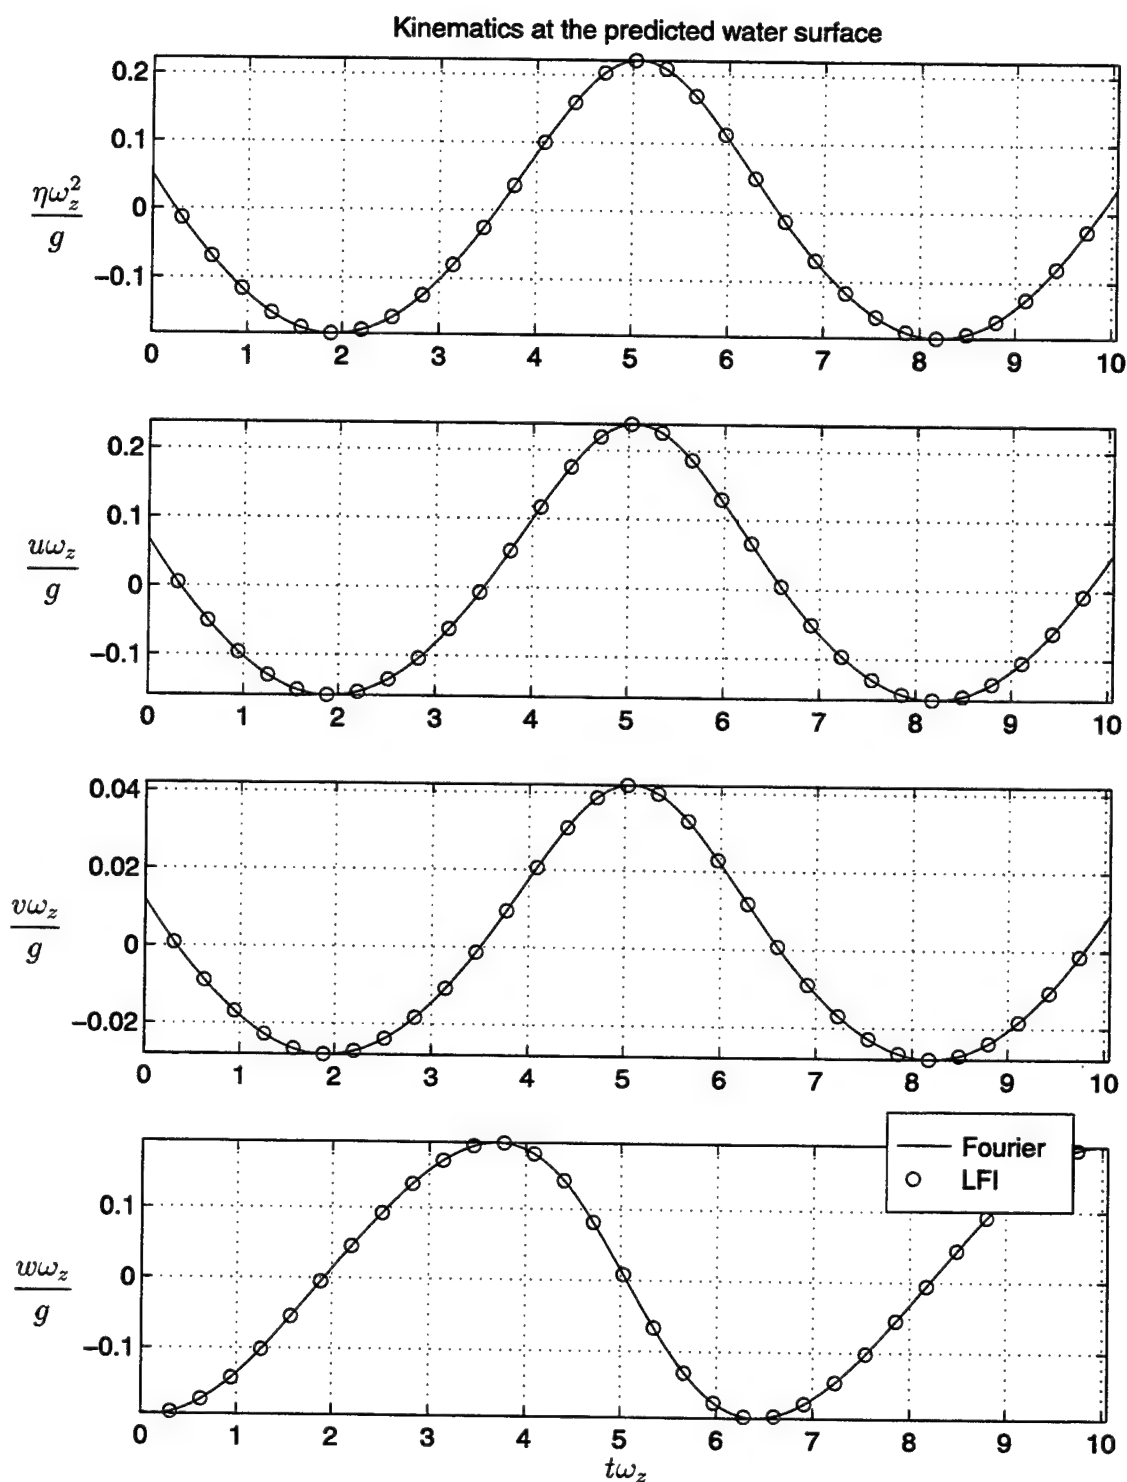 Kinematics at the predicted water surface
0.2
0.1
0
−0.1
ηω_z^2 / g
0 1 2 3 4 5 6 7 8 9 10
0.2
0.1
0
−0.1
uω_z / g
0 1 2 3 4 5 6 7 8 9 10
0.04
0.02
0
−0.02
vω_z / g
0 1 2 3 4 5 6 7 8 9 10
Fourier
LFI
0.1
0
−0.1
wω_z / g
0 1 2 3 4 5 6 7 8 9 10
tω_z